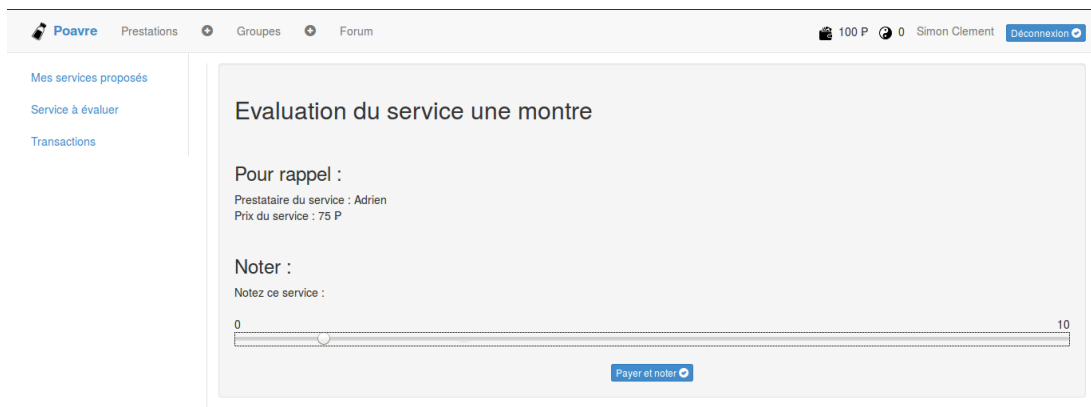 Poavre Prestations Groupes Forum 100 P 0 Simon Clement Déconnexion
Mes services proposés
Service à évaluer
Transactions
Evaluation du service une montre
Pour rappel :
Prestataire du service : Adrien
Prix du service : 75 P
Noter :
Notez ce service :
0 10
Payer et noter